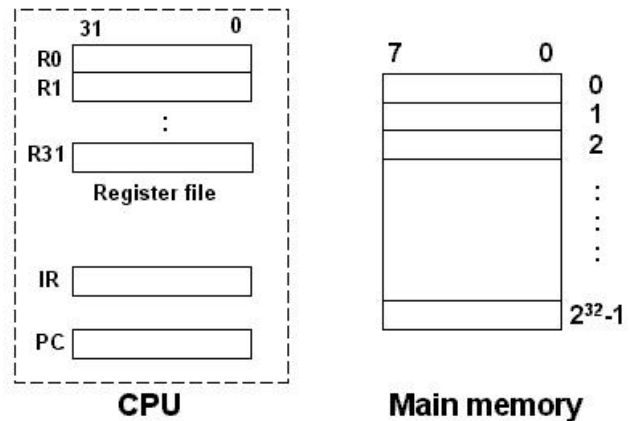 31 0
R0
R1
:
R31
Register file
IR
PC
CPU
7 0
0
1
2
2³²-1
Main memory